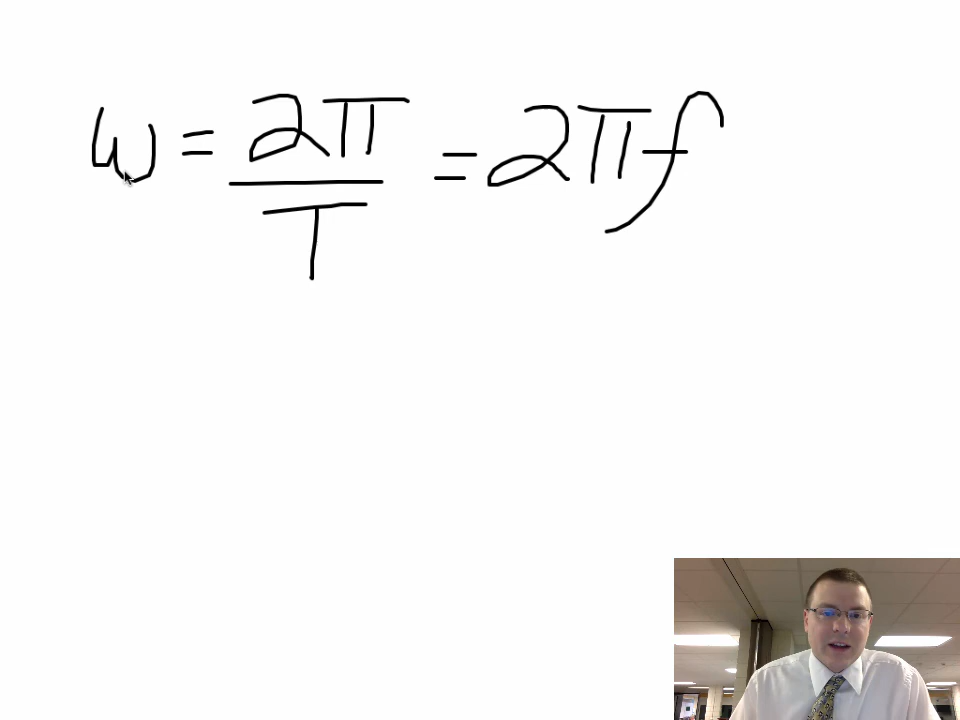 ω = 2π/T = 2πf